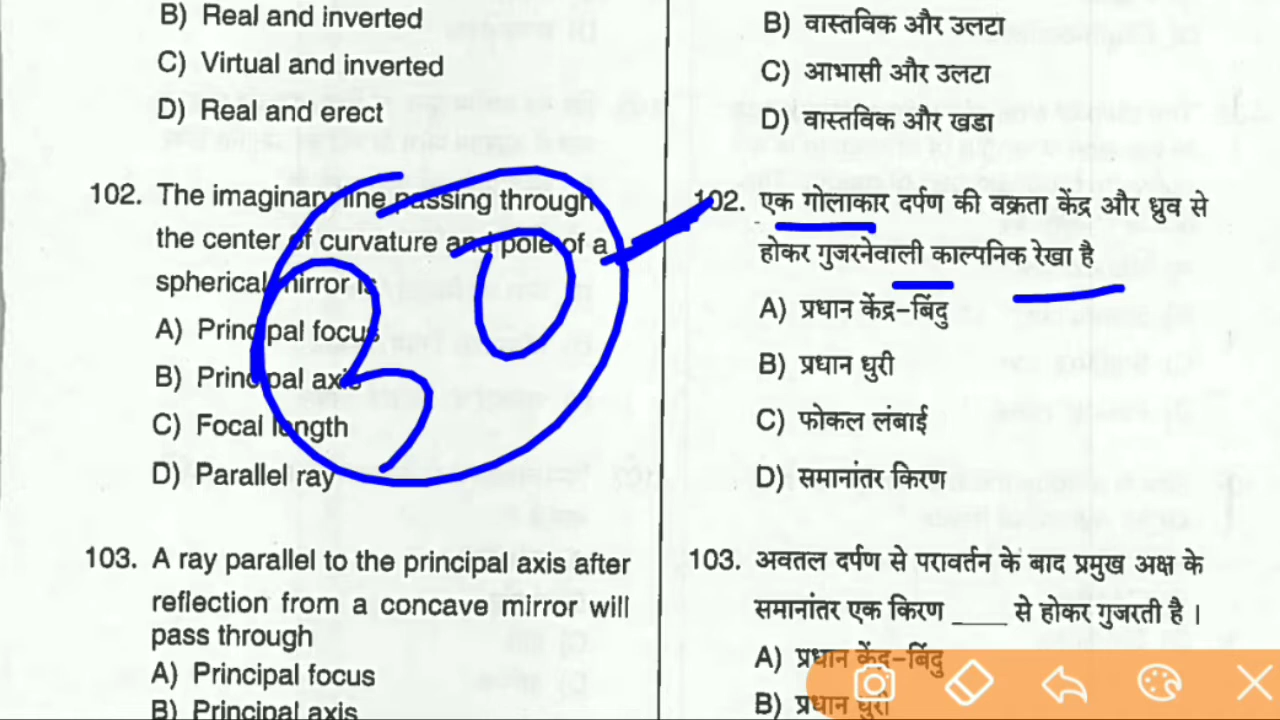 B) Real and inverted
C) Virtual and inverted
D) Real and erect
102. The imaginary line passing through
the center of curvature and pole of a
spherical mirror is
A) Principal focus
B) Principal axis
C) Focal length
D) Parallel ray
103. A ray parallel to the principal axis after
reflection from a concave mirror will
pass through
A) Principal focus
B) Principal axis
B) वास्तविक और उलटा
C) आभासी और उलटा
D) वास्तविक और खडा
102. एक गोलाकार दर्पण की वक्रता केंद्र और ध्रुव से
होकर गुजरनेवाली काल्पनिक रेखा है
A) प्रधान केंद्र-बिंदु
B) प्रधान धुरी
C) फोकल लंबाई
D) समानांतर किरण
103. अवतल दर्पण से परावर्तन के बाद प्रमुख अक्ष के
समानांतर एक किरण ____ से होकर गुजरती है ।
A) प्रधान केंद्र-बिंदु
B) प्रधान धुरी